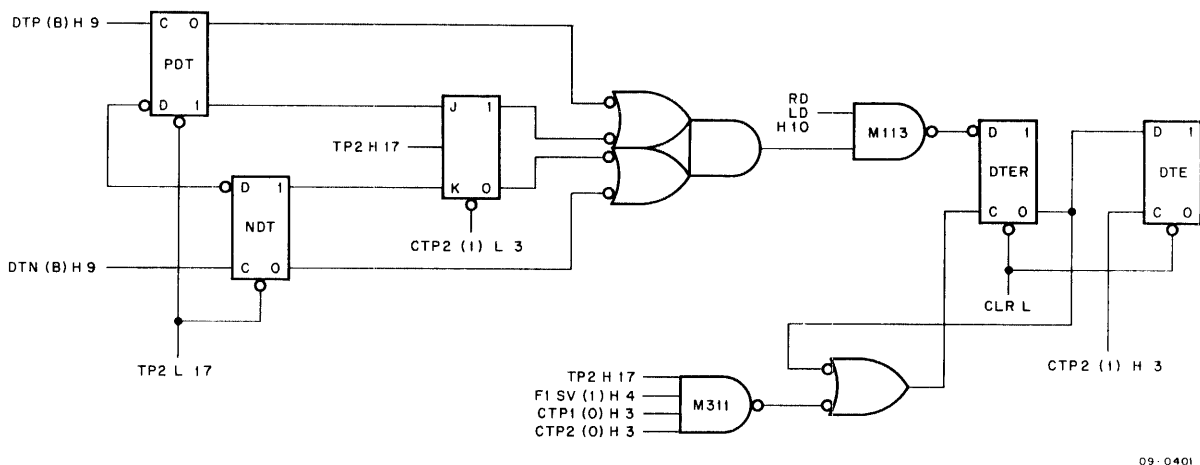 DTP (B) H 9
C 0
PDT
D 1
J 1
TP2 H 17
K 0
CTP2 (1) L 3
D 1
NDT
C 0
DTN (B) H 9
TP2 L 17
RD
LD
H 10
M113
D 1
DTER
C 0
D 1
DTE
C 0
CLR L
CTP2 (1) H 3
TP2 H 17
F1 SV (1) H 4
CTP1 (0) H 3
CTP2 (0) H 3
M311
09-0401